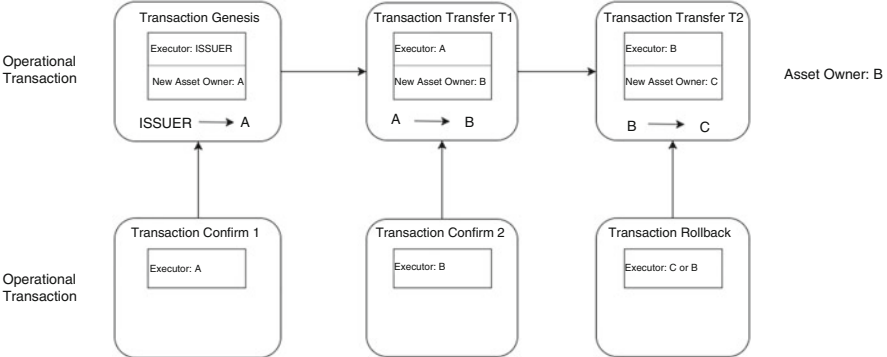 Transaction Genesis
Transaction Transfer T1
Transaction Transfer T2
Operational
Transaction
Executor: ISSUER
New Asset Owner: A
ISSUER
A
Executor: A
New Asset Owner: B
A
B
Executor: B
New Asset Owner: C
B
C
Asset Owner: B
Operational
Transaction
Transaction Confirm 1
Executor: A
Transaction Confirm 2
Executor: B
Transaction Rollback
Executor: C or B